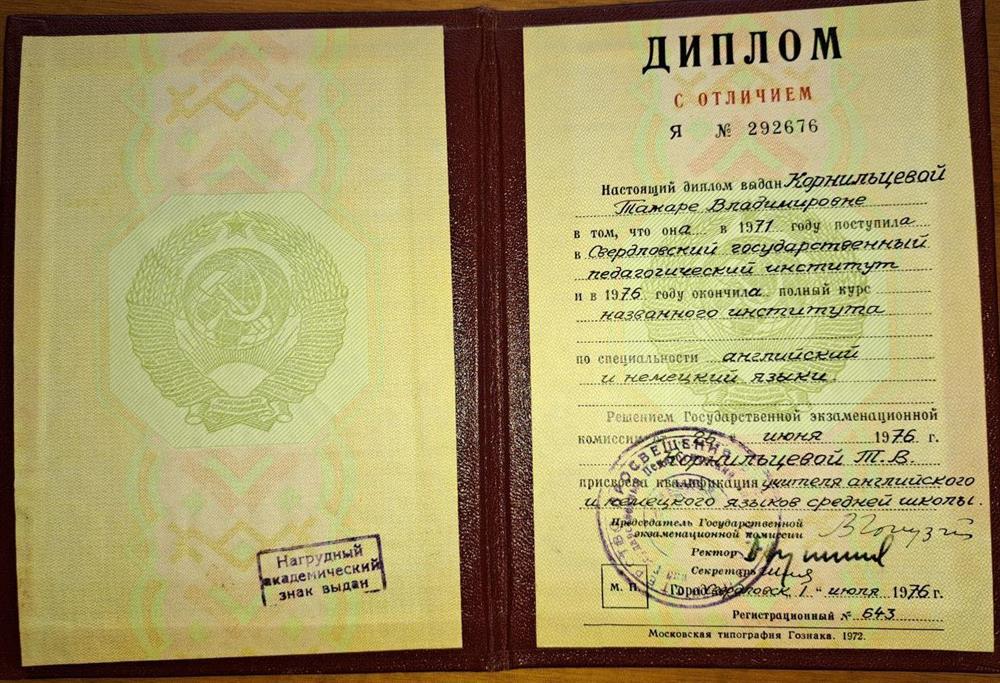 Нагрудный
академический
знак выдан
ДИПЛОМ
С ОТЛИЧИЕМ
Я № 292676
Настоящий диплом выдан Корнильцевой
Тамаре Владимировне
в том, что она в 1971 году поступила
в Свердловский государственный
педагогический институт
и в 1976 году окончила полный курс
названного института
по специальности английский
и немецкий языки.
Решением Государственной экзаменационной
комиссии от июня 1976 г.
Корнильцевой Т. В.
присвоена квалификация учителя английского
и немецкого языков средней школы.
Председатель Государственной
экзаменационной комиссии
Ректор
Секретарь
М. П. Город Свердловск 1 " июля 1976 г.
Регистрационный № 643
Московская типография Гознака. 1972.